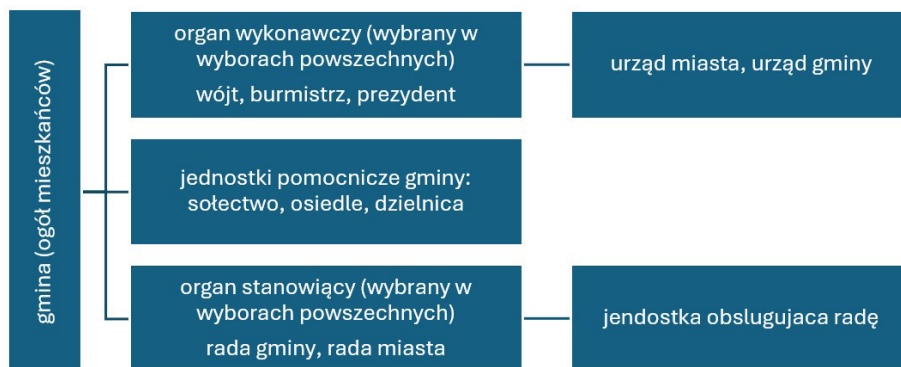 gmina (ogół mieszkańców)
organ wykonawczy (wybrany w
wyborach powszechnych)
wójt, burmistrz, prezydent
urząd miasta, urząd gminy
jednostki pomocnicze gminy:
sołectwo, osiedle, dzielnica
organ stanowiący (wybrany w
wyborach powszechnych)
rada gminy, rada miasta
jendostka obslugujaca radę